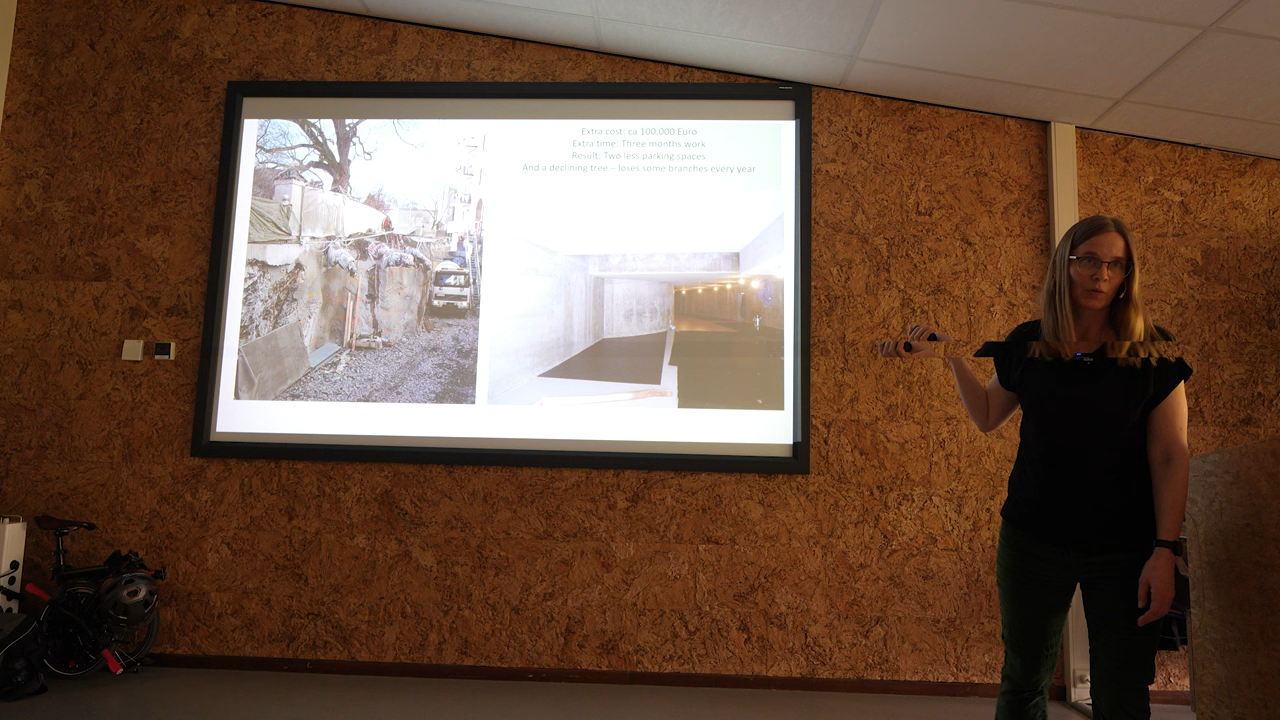 Extra cost: ca 100.000 Euro
Extra time: Three months work
Result: Two less parking spaces
And a declining tree – loses some branches every year